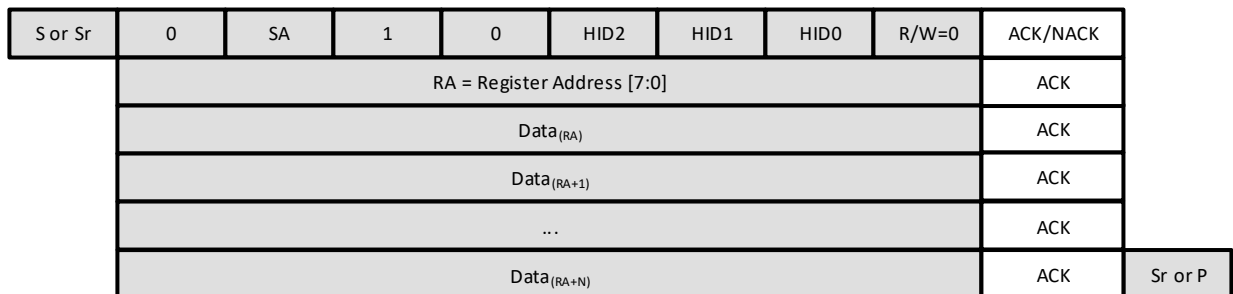 S or Sr 0 SA 1 0 HID2 HID1 HID0 R/W=0 ACK/NACK
RA = Register Address [7:0] ACK
Data(RA) ACK
Data(RA+1) ACK
... ACK
Data(RA+N) ACK Sr or P